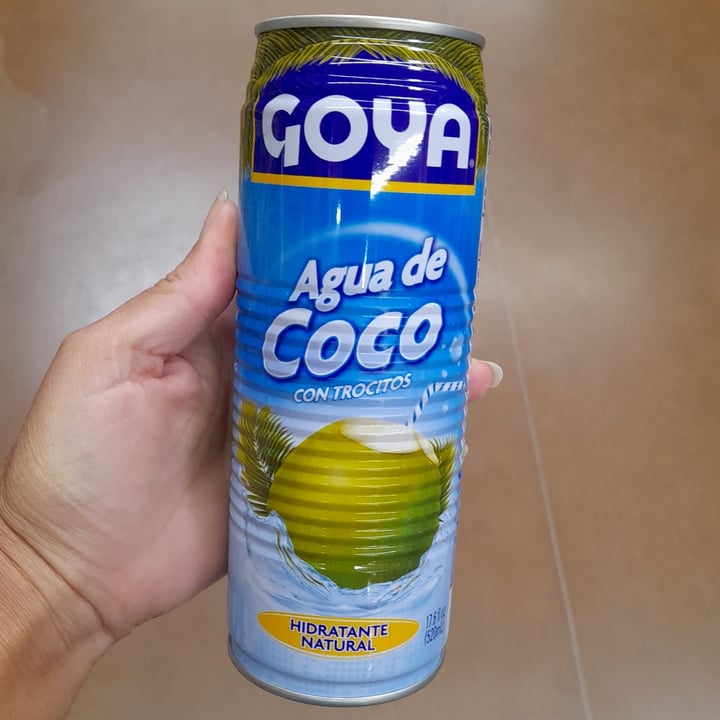 GOYA
Agua de
COCO
CON TROCITOS
HIDRATANTE
NATURAL
17.6 fl oz
(520mL)